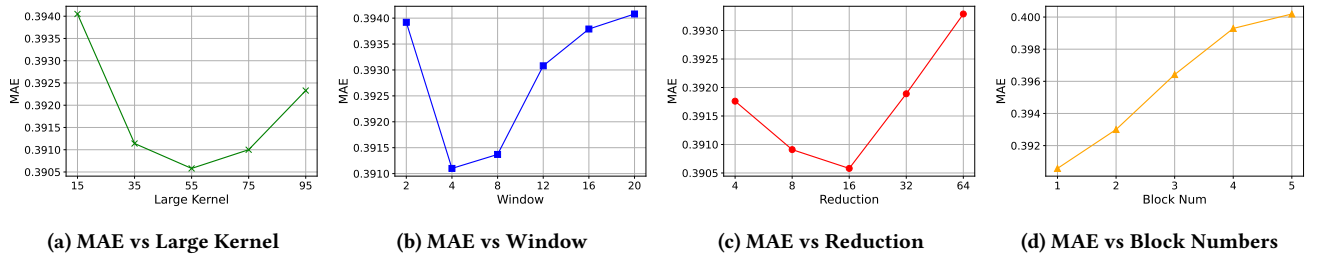 0.3940
0.3935
0.3930
0.3925
0.3920
0.3915
0.3910
0.3905
MAE
15 35 55 75 95
Large Kernel
(a) MAE vs Large Kernel
0.3940
0.3935
0.3930
0.3925
0.3920
0.3915
0.3910
MAE
2 4 8 12 16 20
Window
(b) MAE vs Window
0.3930
0.3925
0.3920
0.3915
0.3910
0.3905
MAE
4 8 16 32 64
Reduction
(c) MAE vs Reduction
0.400
0.398
0.396
0.394
0.392
MAE
1 2 3 4 5
Block Num
(d) MAE vs Block Numbers